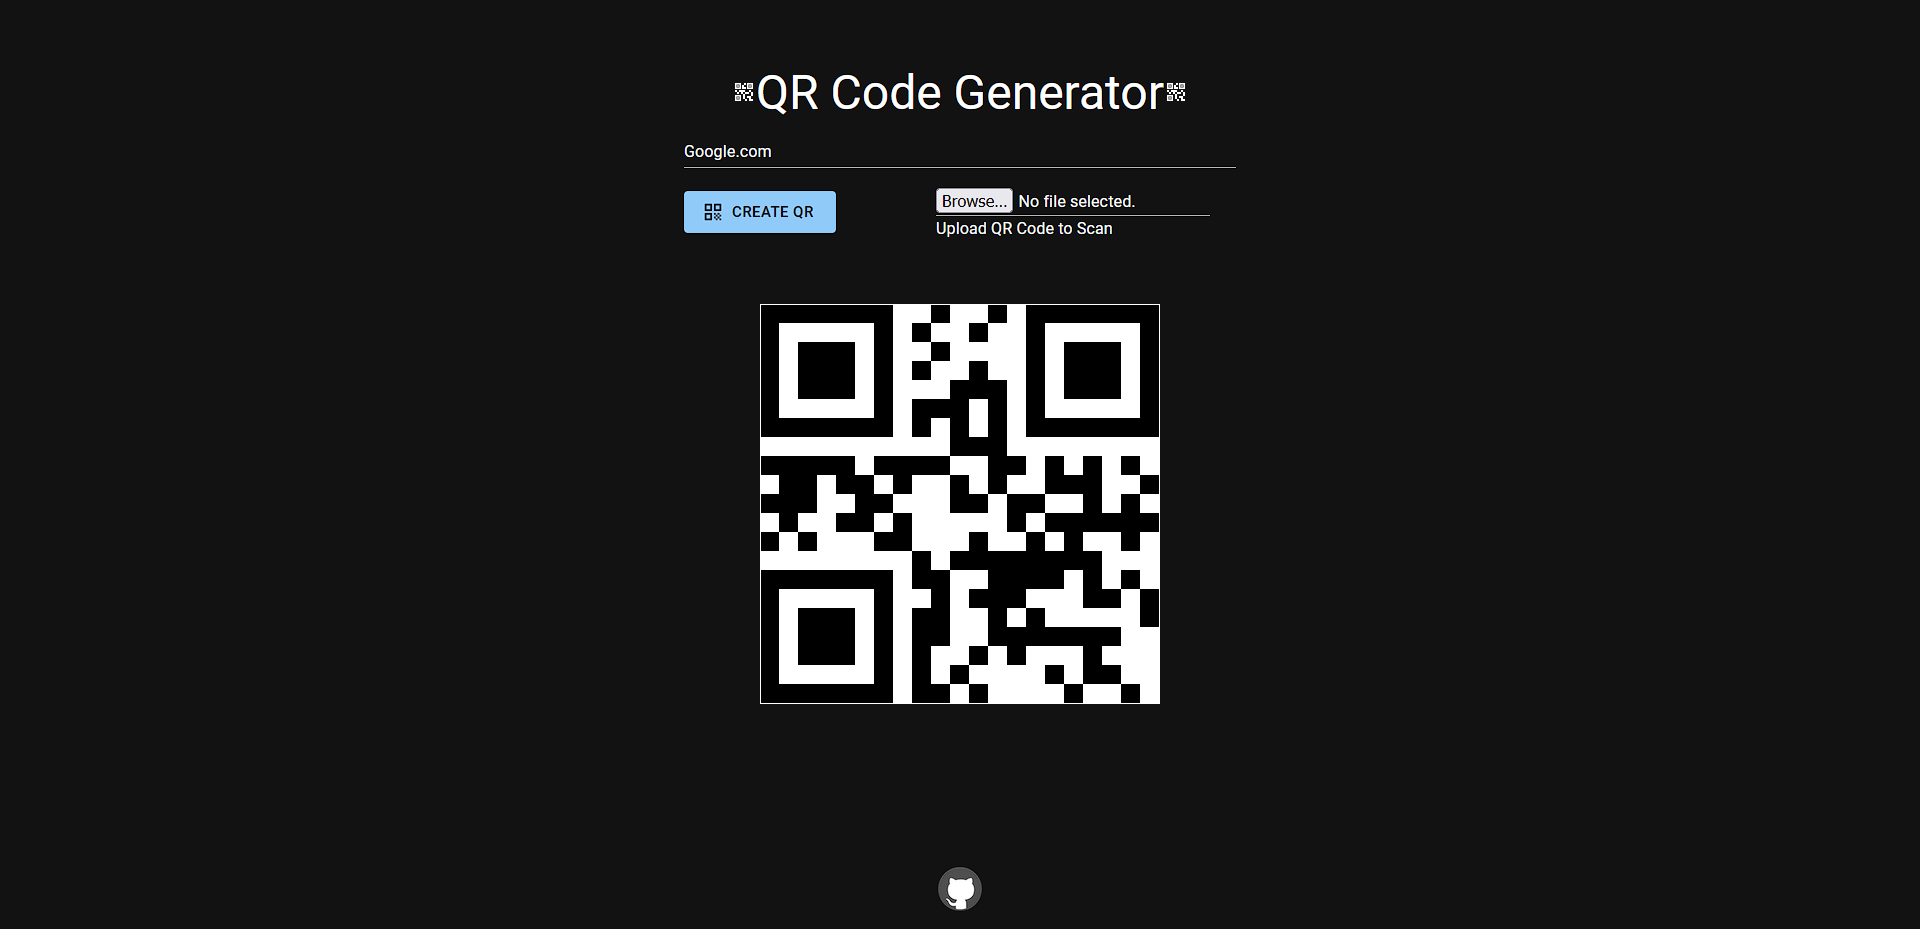 QR Code Generator
Google.com
CREATE QR
Browse... No file selected.
Upload QR Code to Scan